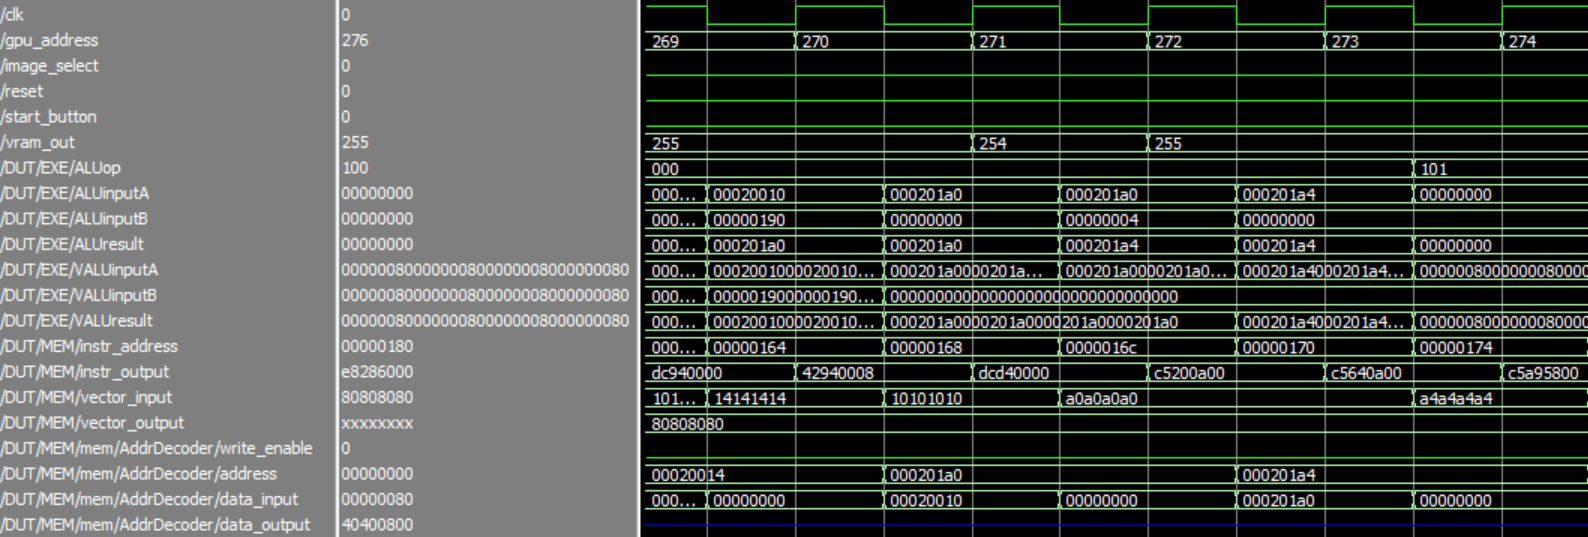 /clk 0
/gpu_address 276 269 270 271 272 273 274
/image_select 0
/reset 0
/start_button 0
/vram_out 255 255 254 255
/DUT/EXE/ALUop 100 000 101
/DUT/EXE/ALUinputA 00000000 000... 00020010 000201a0 000201a0 000201a4 00000000
/DUT/EXE/ALUinputB 00000000 000... 00000190 00000000 00000004 00000000
/DUT/EXE/ALUresult 00000000 000... 000201a0 000201a0 000201a4 000201a4 00000000
/DUT/EXE/VALUinputA 00000080000000800000008000000080 000... 0002001000020010... 000201a0000201a... 000201a0000201a0... 000201a4000201a4... 0000008000000080000
/DUT/EXE/VALUinputB 00000080000000800000008000000080 000... 0000019000000190... 00000000000000000000000000000000
/DUT/EXE/VALUresult 00000080000000800000008000000080 000... 0002001000020010... 000201a0000201a0000201a0000201a0 000201a4000201a4... 0000008000000080000
/DUT/MEM/instr_address 00000180 000... 00000164 00000168 0000016c 00000170 00000174
/DUT/MEM/instr_output e8286000 dc940000 42940008 dcd40000 c5200a00 c5640a00 c5a95800
/DUT/MEM/vector_input 80808080 101... 14141414 10101010 a0a0a0a0 a4a4a4a4
/DUT/MEM/vector_output xxxxxxxx 80808080
/DUT/MEM/mem/AddrDecoder/write_enable 0
/DUT/MEM/mem/AddrDecoder/address 00000000 00020014 000201a0 000201a4
/DUT/MEM/mem/AddrDecoder/data_input 00000080 000... 00000000 00020010 00000000 000201a0 00000000
/DUT/MEM/mem/AddrDecoder/data_output 40400800